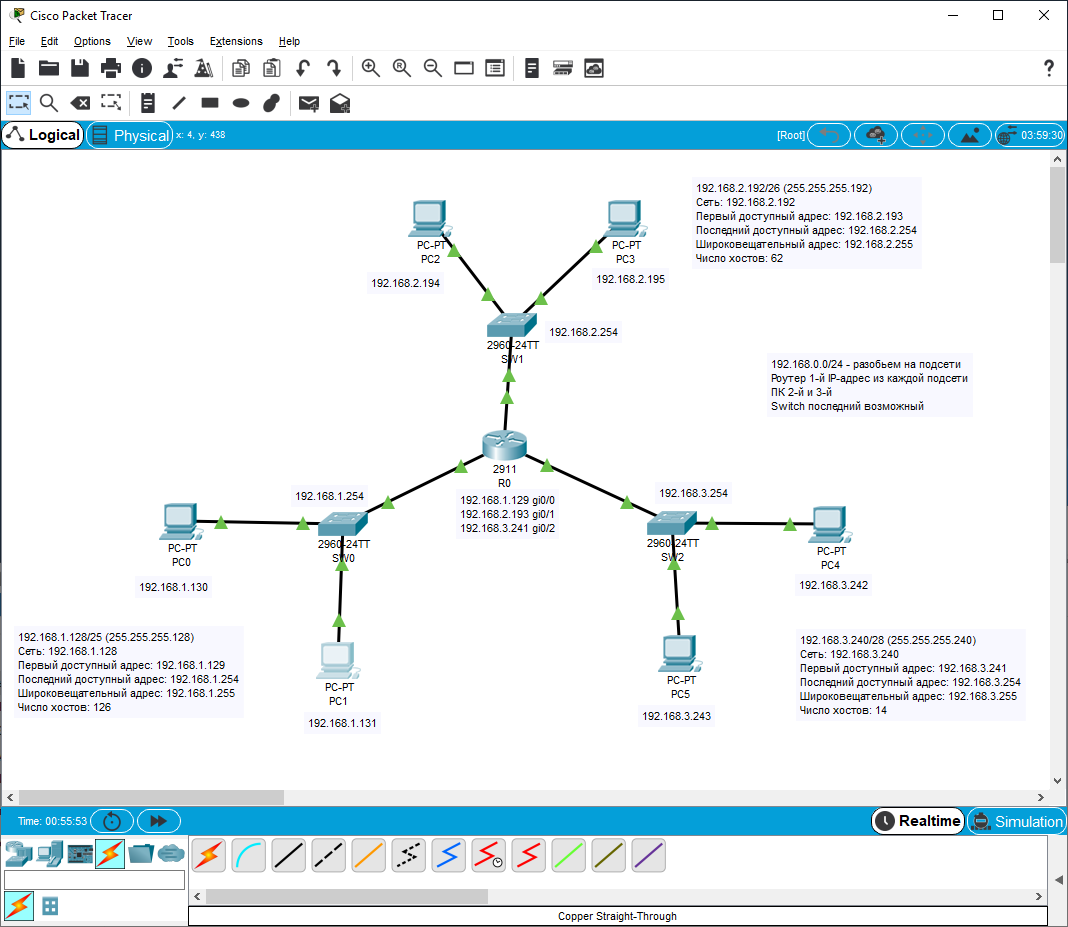 Cisco Packet Tracer
File Edit Options View Tools Extensions Help
Logical
Physical
x: 4, y: 438
[Root]
03:59:30
192.168.2.192/26 (255.255.255.192)
Сеть: 192.168.2.192
Первый доступный адрес: 192.168.2.193
Последний доступный адрес: 192.168.2.254
Широковещательный адрес: 192.168.2.255
Число хостов: 62
PC-PT
PC2
192.168.2.194
PC-PT
PC3
192.168.2.195
192.168.2.254
2960-24TT
SW1
192.168.0.0/24 - разобьем на подсети
Роутер 1-й IP-адрес из каждой подсети
ПК 2-й и 3-й
Switch последний возможный
2911
R0
192.168.1.129 gi0/0
192.168.2.193 gi0/1
192.168.3.241 gi0/2
192.168.1.254
2960-24TT
SW0
192.168.3.254
2960-24TT
SW2
PC-PT
PC0
192.168.1.130
PC-PT
PC4
192.168.3.242
192.168.1.128/25 (255.255.255.128)
Сеть: 192.168.1.128
Первый доступный адрес: 192.168.1.129
Последний доступный адрес: 192.168.1.254
Широковещательный адрес: 192.168.1.255
Число хостов: 126
PC-PT
PC1
192.168.1.131
PC-PT
PC5
192.168.3.243
192.168.3.240/28 (255.255.255.240)
Сеть: 192.168.3.240
Первый доступный адрес: 192.168.3.241
Последний доступный адрес: 192.168.3.254
Широковещательный адрес: 192.168.3.255
Число хостов: 14
Time: 00:55:53
Realtime
Simulation
Copper Straight-Through